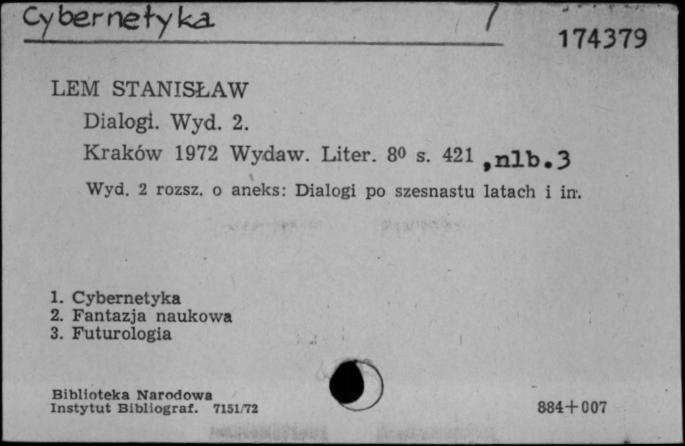 Cybernetyka
174379
LEM STANISŁAW
Dialogi. Wyd. 2.
Kraków 1972 Wydaw. Liter. 8⁰ s. 421 ,nlb.3
Wyd. 2 rozsz. o aneks: Dialogi po szesnastu latach i in.
1. Cybernetyka
2. Fantazja naukowa
3. Futurologia
Biblioteka Narodowa
Instytut Bibliograf. 7151/72
884+007